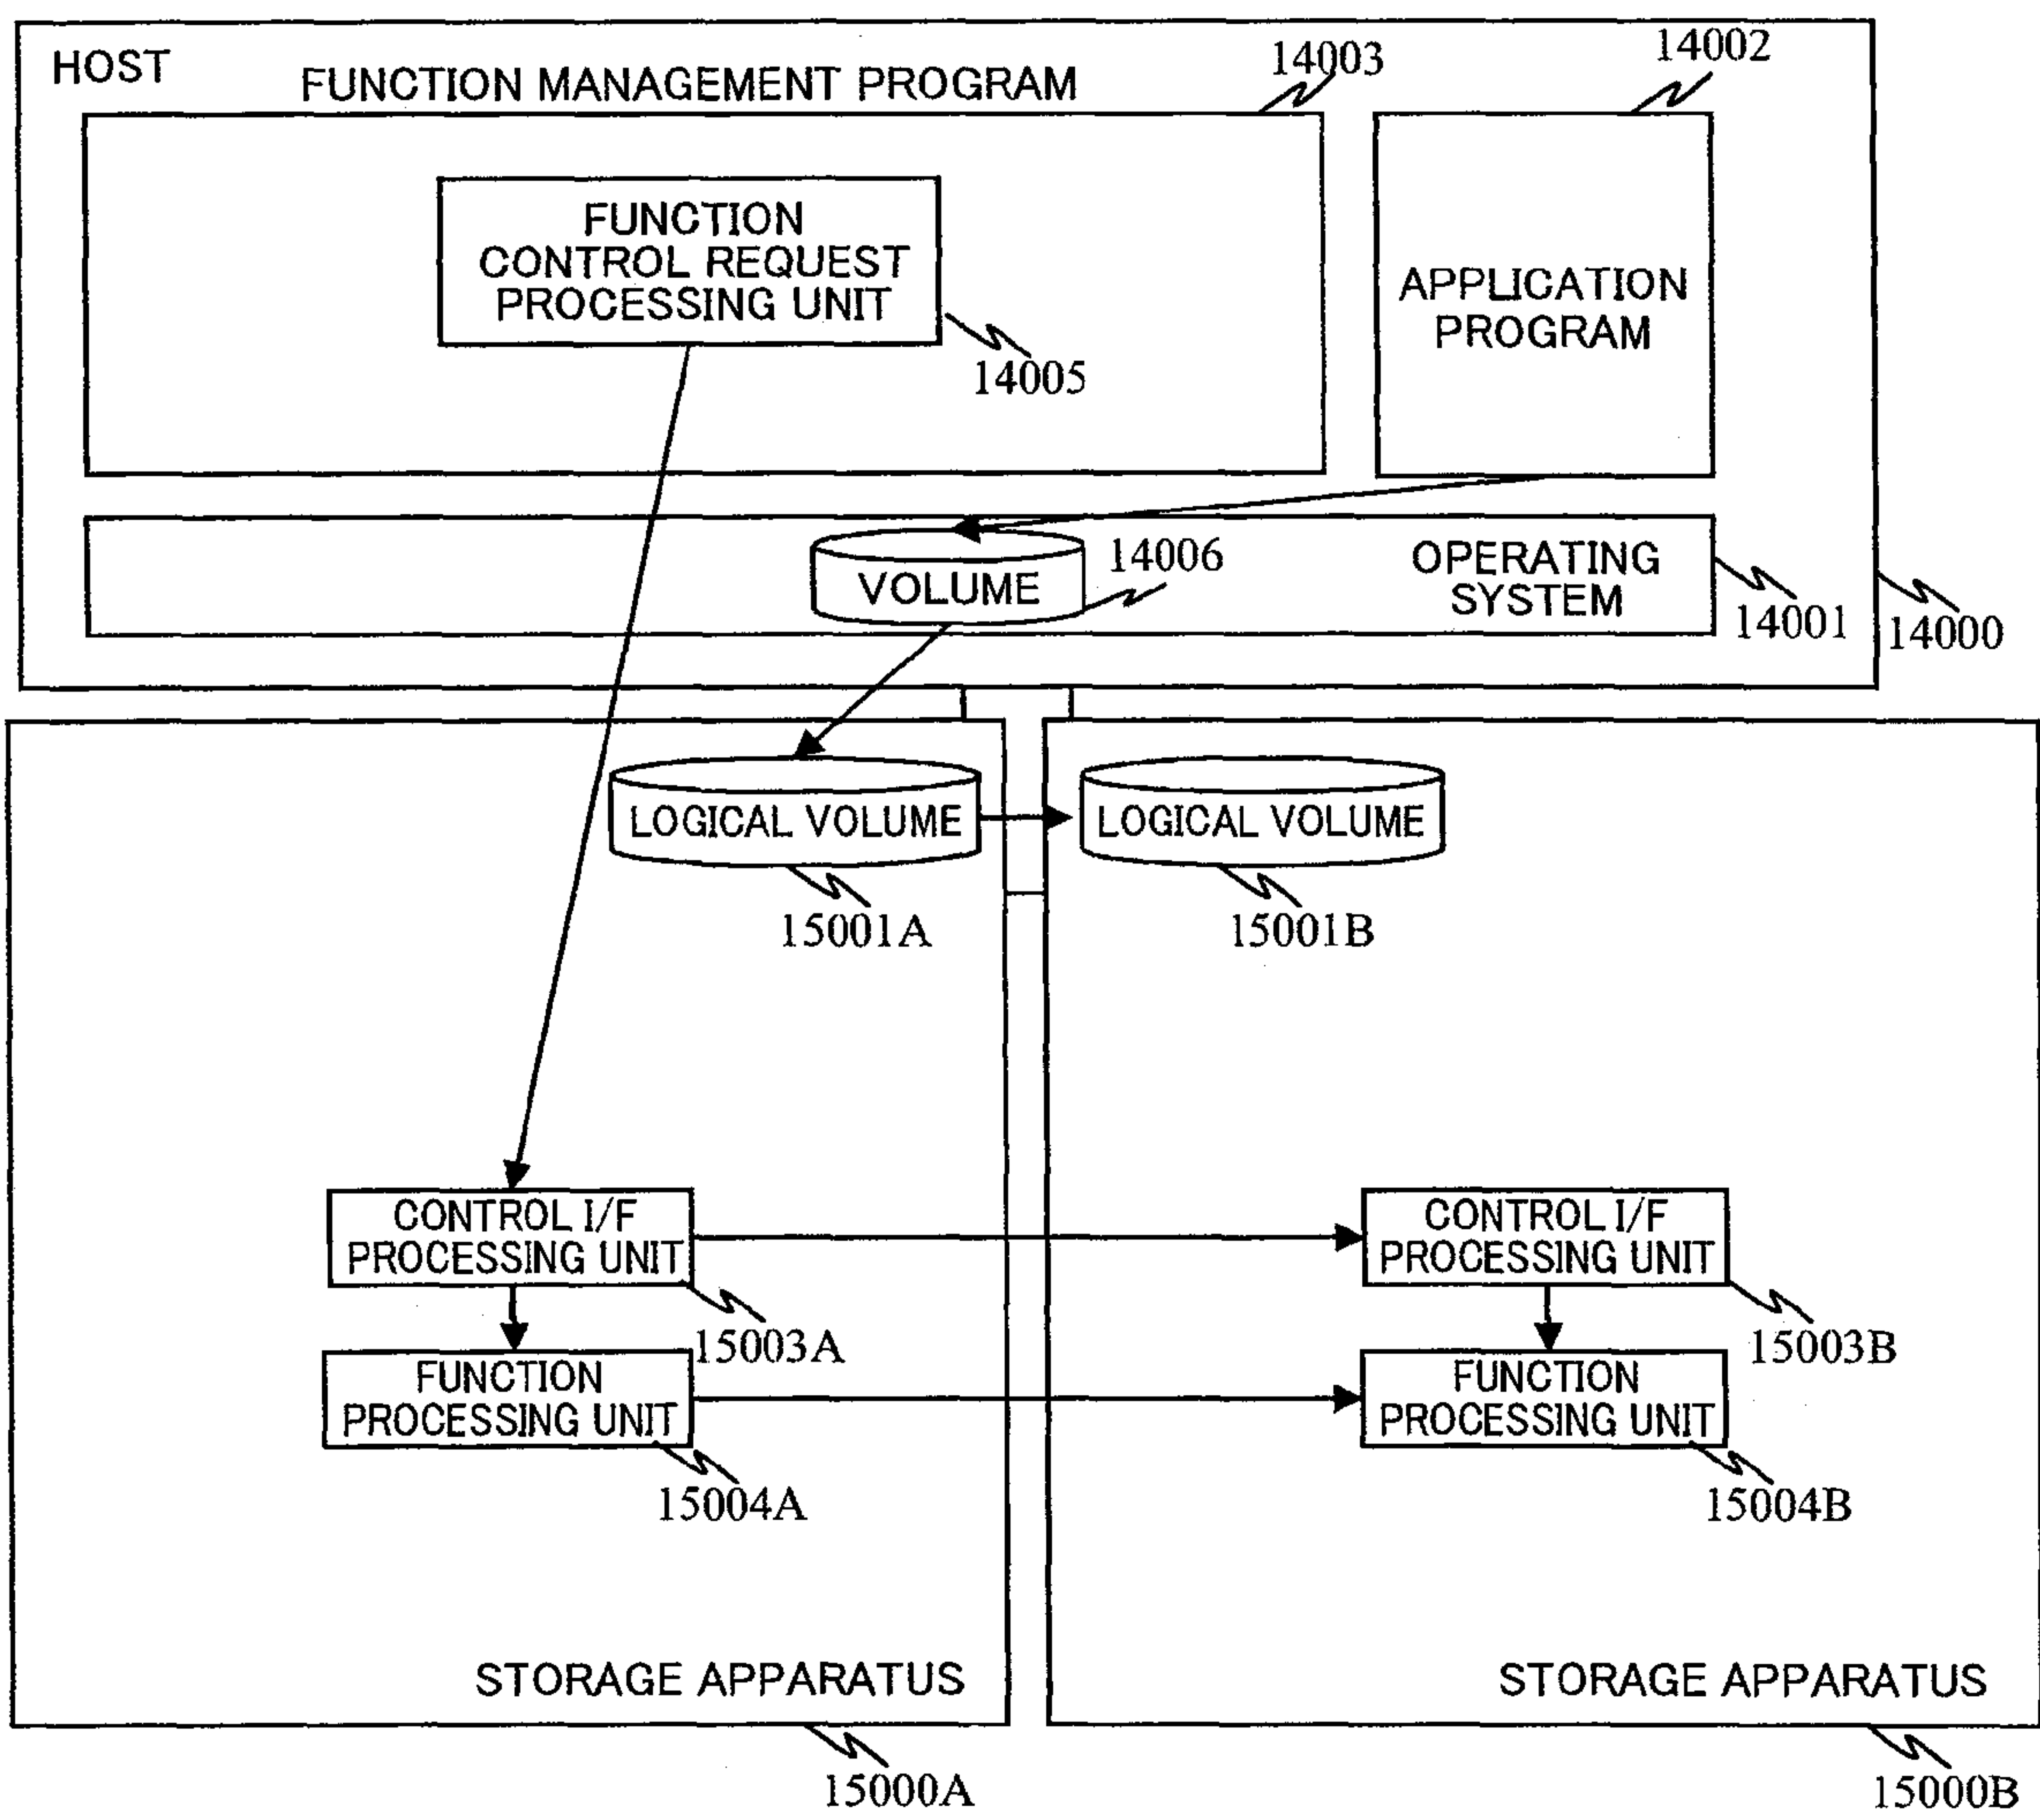 HOST
FUNCTION MANAGEMENT PROGRAM
14003
14002
FUNCTION
CONTROL REQUEST
PROCESSING UNIT
14005
APPLICATION
PROGRAM
VOLUME
14006
OPERATING
SYSTEM
14001
14000
LOGICAL VOLUME
LOGICAL VOLUME
15001A
15001B
CONTROL I/F
PROCESSING UNIT
CONTROL I/F
PROCESSING UNIT
15003A
15003B
FUNCTION
PROCESSING UNIT
FUNCTION
PROCESSING UNIT
15004A
15004B
STORAGE APPARATUS
STORAGE APPARATUS
15000A
15000B